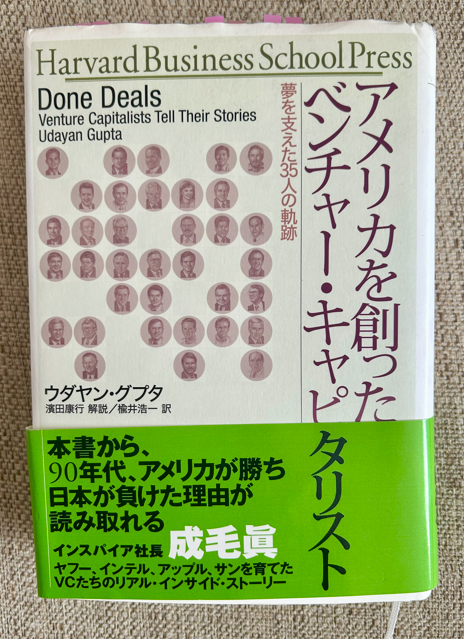 Harvard Business School Press
Done Deals
Venture Capitalists Tell Their Stories
Udayan Gupta
アメリカを創った
ベンチャー・キャピタリスト
夢を支えた35人の軌跡
ウダヤン・グプタ
濱田康行 解説／楡井浩一 訳
本書から、
90年代、アメリカが勝ち
日本が負けた理由が
読み取れる
インスパイア社長 成毛眞
ヤフー、インテル、アップル、サンを育てた
VCたちのリアル・インサイド・ストーリー